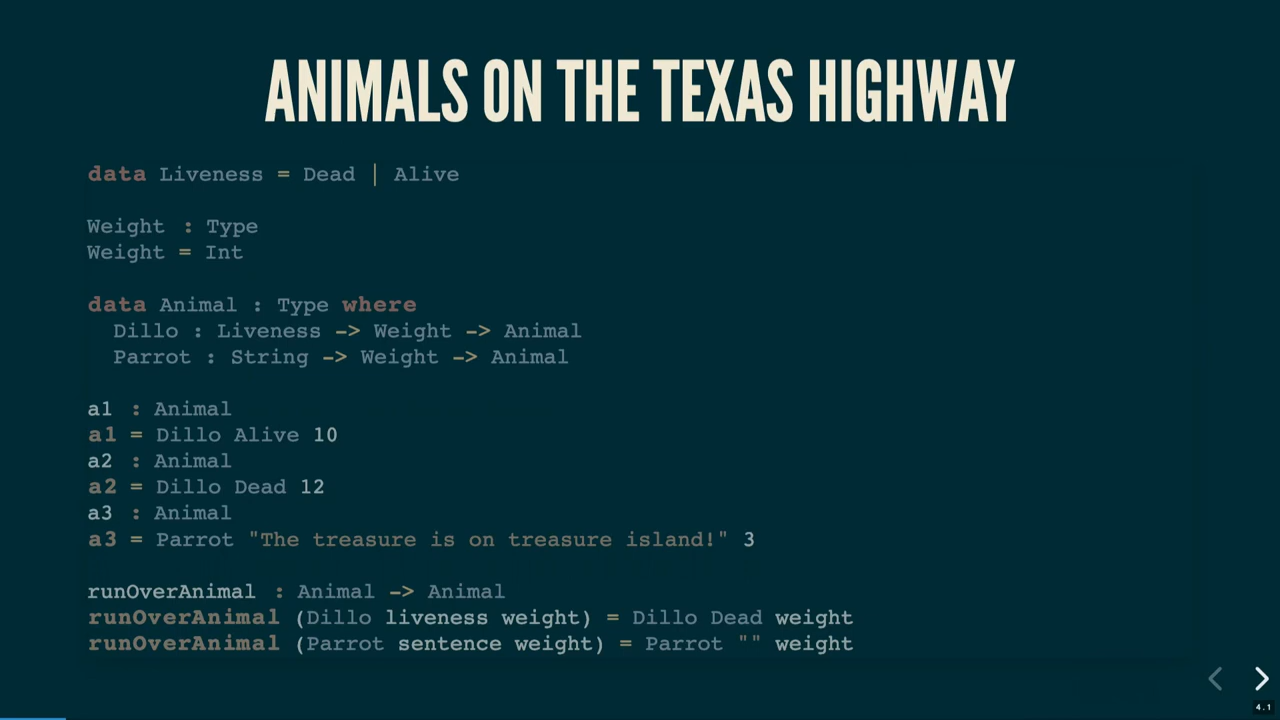 ANIMALS ON THE TEXAS HIGHWAY
data Liveness = Dead | Alive
Weight : Type
Weight = Int
data Animal : Type where
  Dillo : Liveness -> Weight -> Animal
  Parrot : String -> Weight -> Animal
a1 : Animal
a1 = Dillo Alive 10
a2 : Animal
a2 = Dillo Dead 12
a3 : Animal
a3 = Parrot "The treasure is on treasure island!" 3
runOverAnimal : Animal -> Animal
runOverAnimal (Dillo liveness weight) = Dillo Dead weight
runOverAnimal (Parrot sentence weight) = Parrot "" weight
4.1